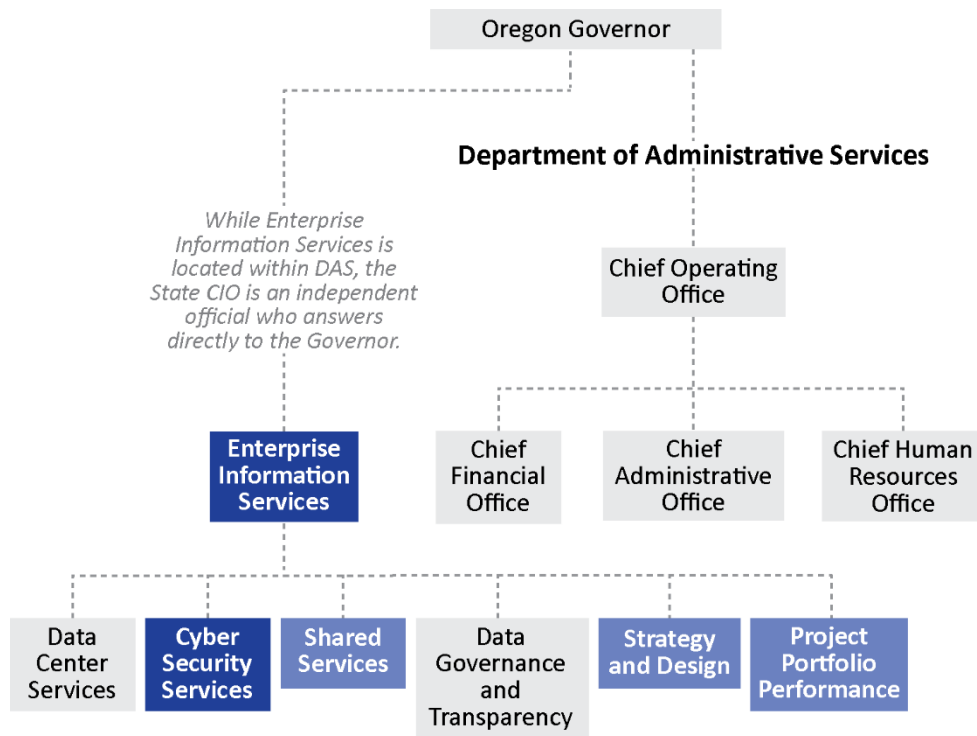 Oregon Governor
Department of Administrative Services
While Enterprise
Information Services is
located within DAS, the
State CIO is an independent
official who answers
directly to the Governor.
Chief Operating
Office
Enterprise
Information
Services
Chief
Financial
Office
Chief
Administrative
Office
Chief Human
Resources
Office
Data
Center
Services
Cyber
Security
Services
Shared
Services
Data
Governance
and
Transparency
Strategy
and Design
Project
Portfolio
Performance